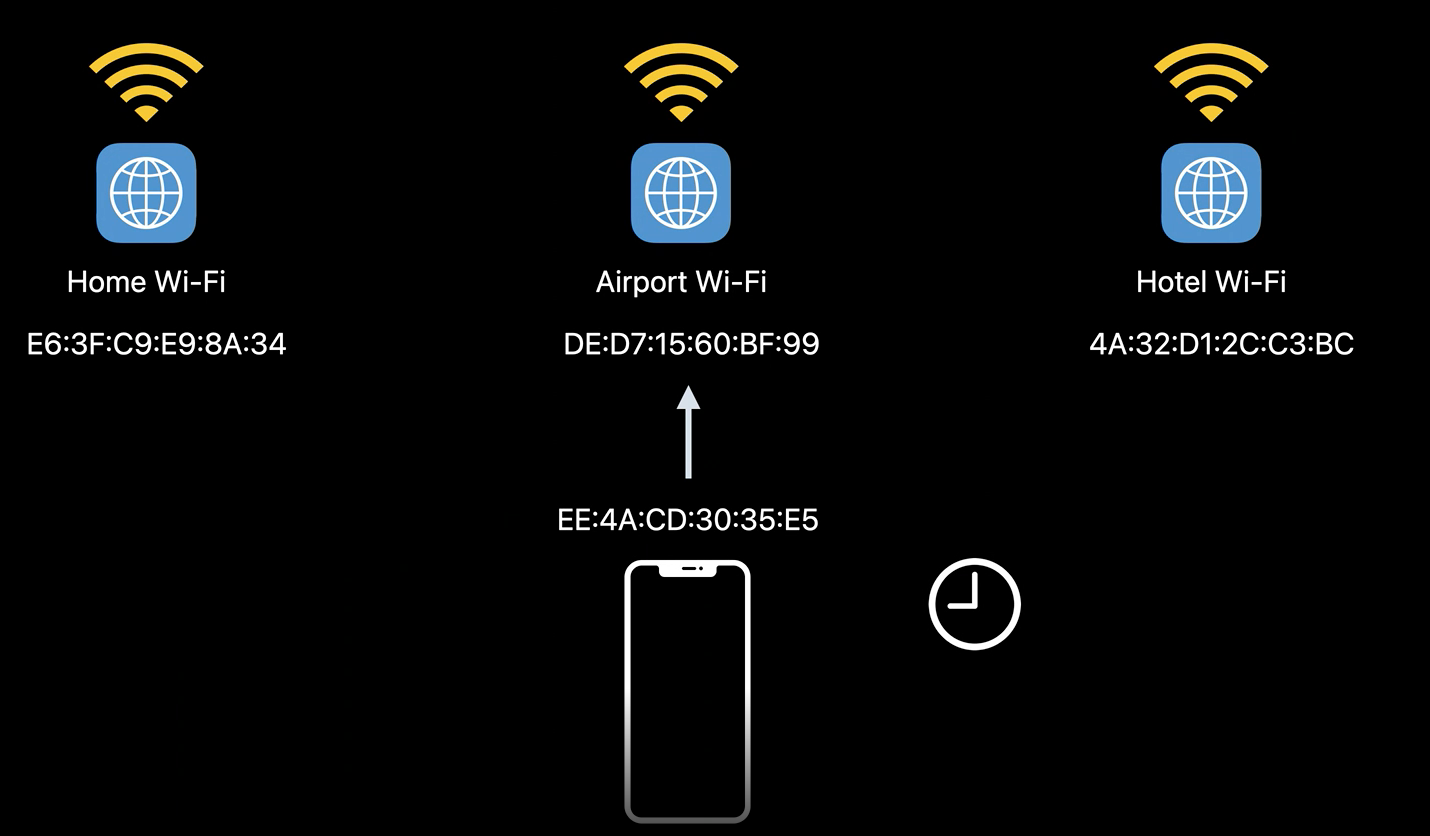 Home Wi-Fi
Airport Wi-Fi
Hotel Wi-Fi
E6:3F:C9:E9:8A:34
DE:D7:15:60:BF:99
4A:32:D1:2C:C3:BC
EE:4A:CD:30:35:E5